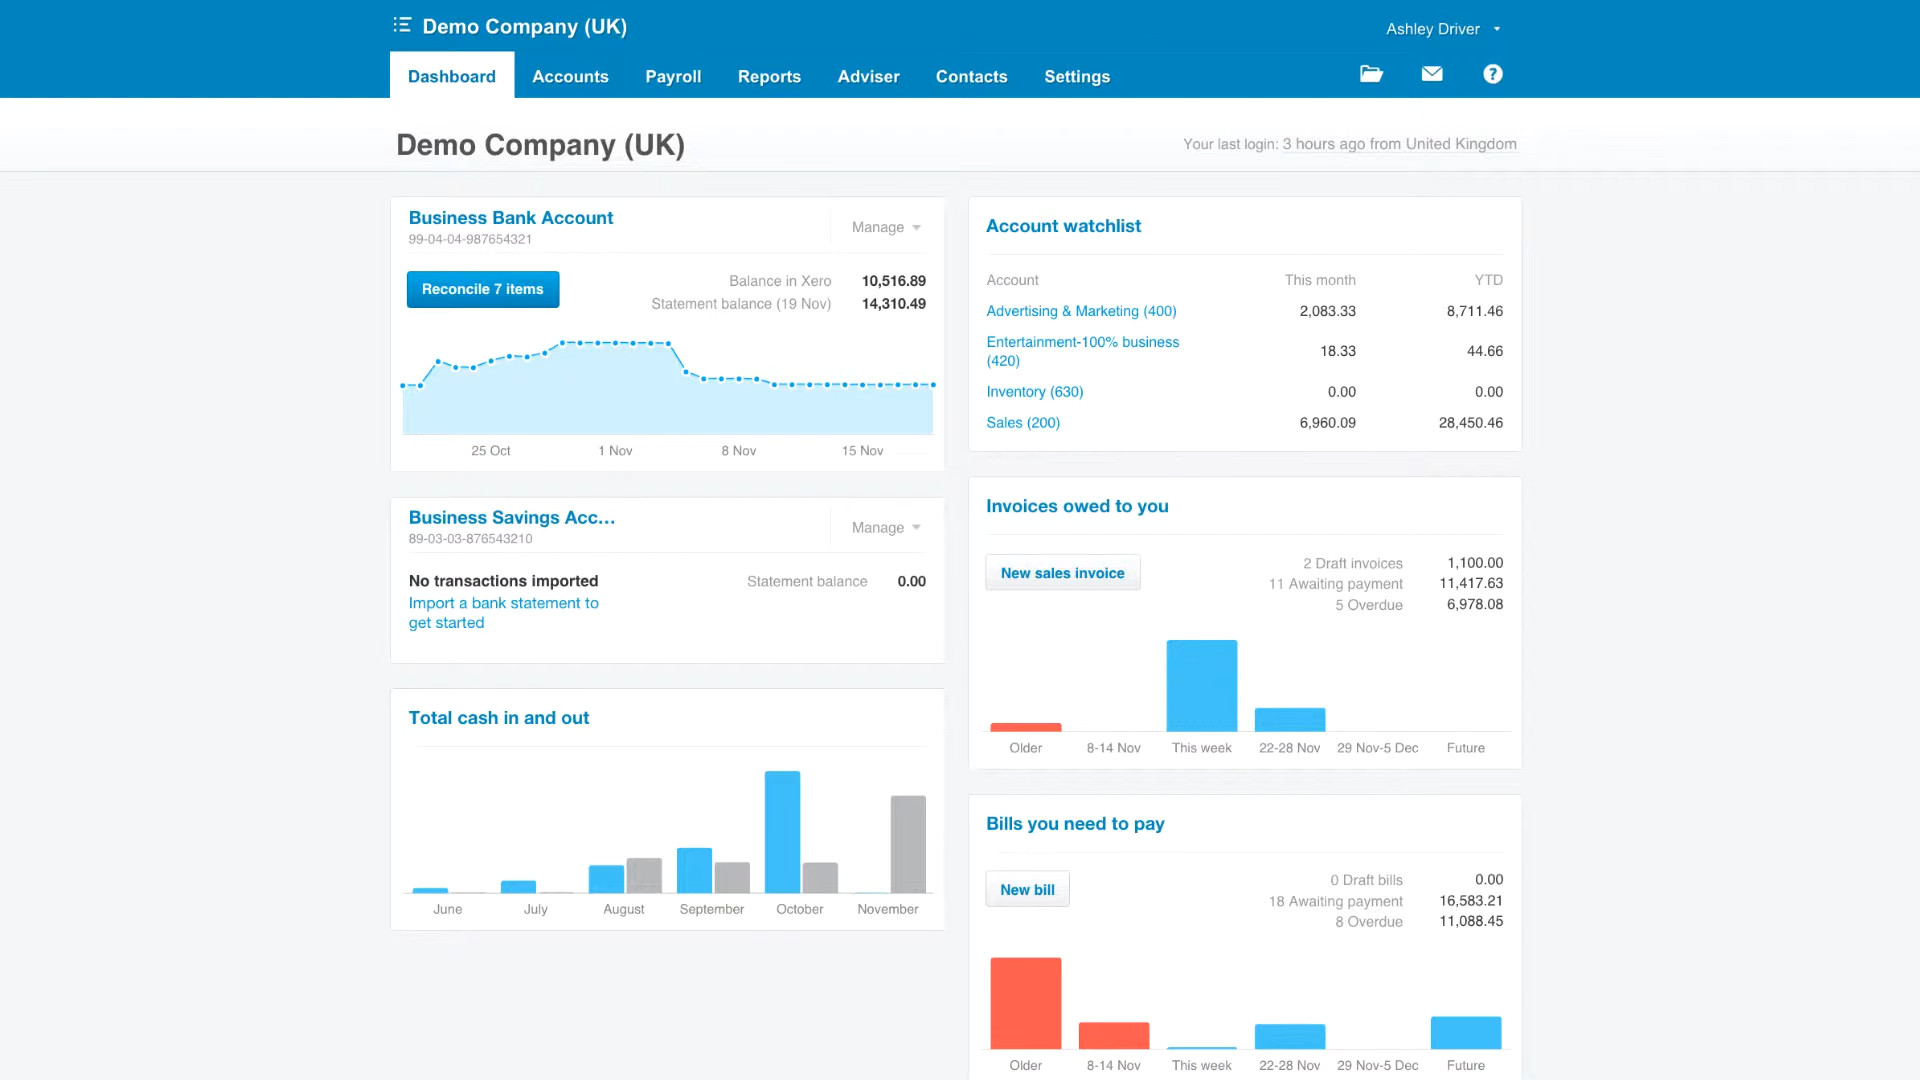 Demo Company (UK)
Ashley Driver
Dashboard Accounts Payroll Reports Adviser Contacts Settings
?
Demo Company (UK)
Your last login: 3 hours ago from United Kingdom
Business Bank Account
99-04-04-987654321
Manage
Reconcile 7 items
Balance in Xero 10,516.89
Statement balance (19 Nov) 14,310.49
25 Oct 1 Nov 8 Nov 15 Nov
Business Savings Acc...
89-03-03-876543210
Manage
No transactions imported
Import a bank statement to
get started
Statement balance 0.00
Total cash in and out
June July August September October November
Account watchlist
Account This month YTD
Advertising & Marketing (400) 2,083.33 8,711.46
Entertainment-100% business
(420) 18.33 44.66
Inventory (630) 0.00 0.00
Sales (200) 6,960.09 28,450.46
Invoices owed to you
New sales invoice
2 Draft invoices 1,100.00
11 Awaiting payment 11,417.63
5 Overdue 6,978.08
Older 8-14 Nov This week 22-28 Nov 29 Nov-5 Dec Future
Bills you need to pay
New bill
0 Draft bills 0.00
18 Awaiting payment 16,583.21
8 Overdue 11,088.45
Older 8-14 Nov This week 22-28 Nov 29 Nov-5 Dec Future